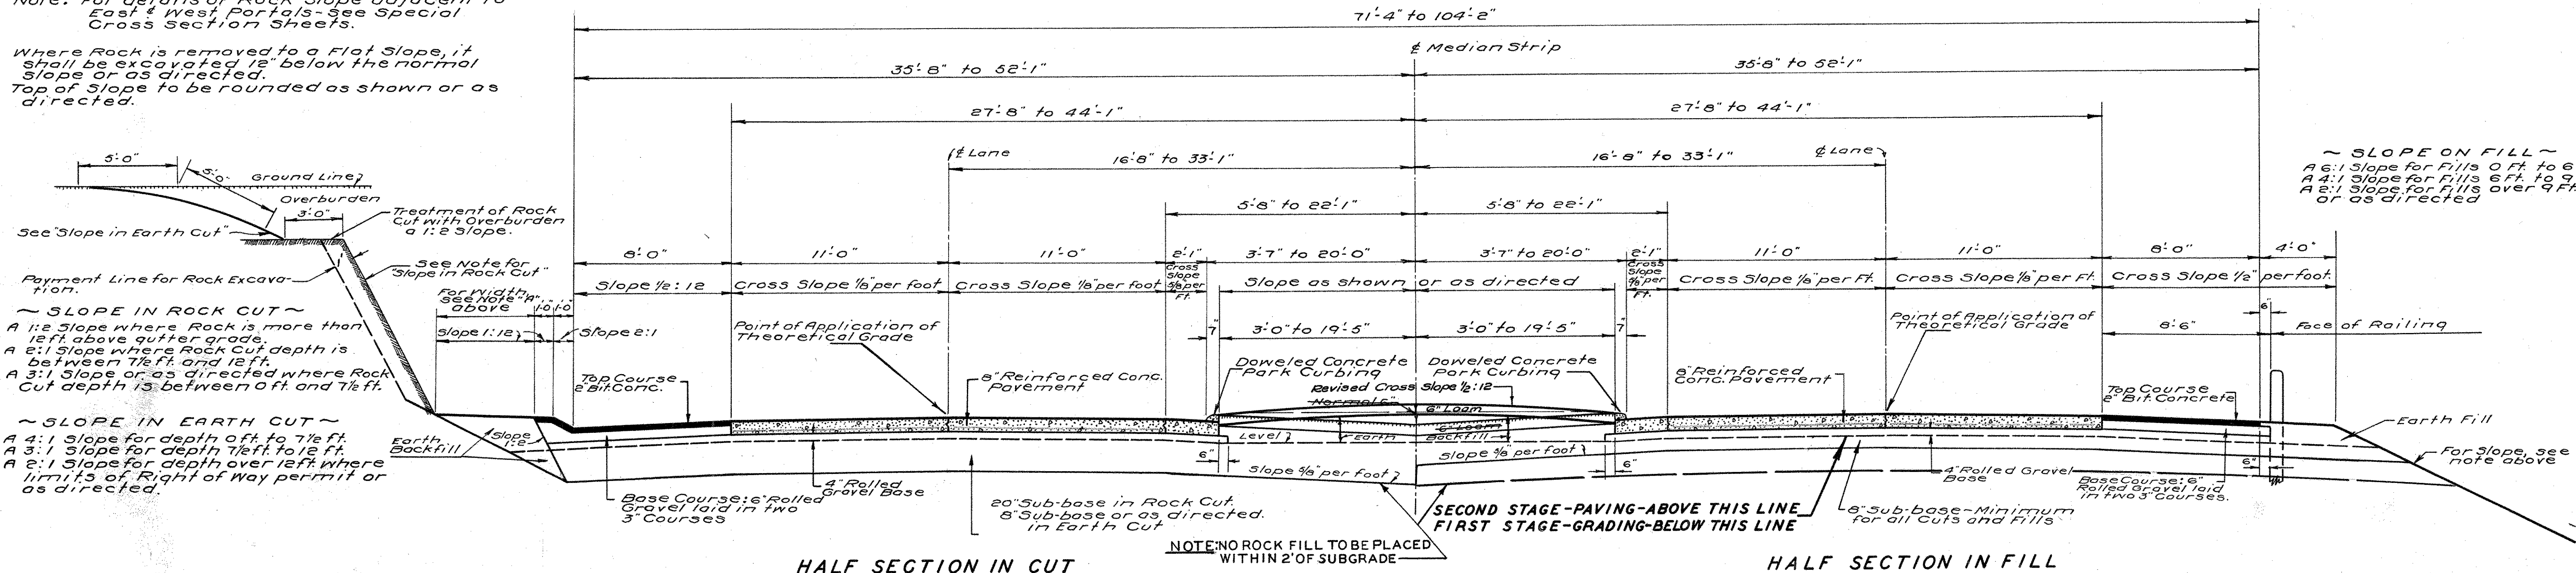 Note: For details of Rock Slope adjacent to
East & West Portals-See Special
Cross Section Sheets.
Where Rock is removed to a Flat Slope, it
shall be excavated 12" below the normal
slope or as directed.
Top of Slope to be rounded as shown or as
directed.
71'-4" to 104'-2"
℄ Median Strip
35'-8" to 52'-1"
35'-8" to 52'-1"
27'-8" to 44'-1"
27'-8" to 44'-1"
℄ Lane
16'-8" to 33'-1"
16'-8" to 33'-1"
℄ Lane
5'-8" to 22'-1"
5'-8" to 22'-1"
~ SLOPE ON FILL ~
A 6:1 Slope for Fills 0 Ft. to 6
A 4:1 Slope for Fills 6 Ft. to 9
A 2:1 Slope for Fills over 9 Ft.
or as directed
5'-0"
5'-0"
Ground Line
Overburden
3'-0"
Treatment of Rock
Cut with Overburden
a 1:2 Slope.
See "Slope in Earth Cut"
See Note for
"Slope in Rock Cut"
Payment Line for Rock Excava-
tion.
8'-0"
11'-0"
11'-0"
2'-1"
3'-7" to 20'-0"
3'-7" to 20'-0"
2'-1"
11'-0"
11'-0"
8'-0"
4'-0"
Slope 1/2:12
Cross Slope 1/8" per foot
Cross Slope 1/8" per foot
Cross
Slope
5/8" per
Ft.
Slope as shown or as directed
Cross
Slope
5/8" per
Ft.
Cross Slope 1/8" per Ft.
Cross Slope 1/8" per Ft.
Cross Slope 1/2" per foot
~ SLOPE IN ROCK CUT ~
A 1:2 Slope where Rock is more than
12 ft. above gutter grade.
A 2:1 Slope where Rock Cut depth is
between 7½ ft. and 12 ft.
A 3:1 Slope or as directed where Rock
Cut depth is between 0 ft. and 7½ ft.
For Width
see Note "A"
above
1'-0 1'-0
Slope 1:12
Slope 2:1
Point of Application of
Theoretical Grade
7"
3'-0" to 19'-5"
3'-0" to 19'-5"
7"
Point of Application of
Theoretical Grade
8'-6"
6"
Face of Railing
Doweled Concrete
Park Curbing
Doweled Concrete
Park Curbing
Top Course
2" Bit. Conc.
8" Reinforced Conc.
Pavement
Revised Cross Slope 1/2:12
Normal 6"
6" Loam
8" Reinforced
Conc. Pavement
Top Course
2" Bit. Concrete
~ SLOPE IN EARTH CUT ~
A 4:1 Slope for depth 0 ft. to 7½ ft.
A 3:1 Slope for depth 7½ ft. to 12 ft.
A 2:1 Slope for depth over 12 ft. where
limits of Right of Way permit or
as directed.
Earth
Backfill
Slope
1:2
Level
Earth
6" Loam
Backfill
Earth Fill
6"
Slope 3/8" per foot
Slope 3/8" per foot
6"
6"
For Slope, see
note above
Base Course: 6" Rolled
Gravel laid in two
3" Courses
4" Rolled
Gravel Base
20" Sub-base in Rock Cut.
8" Sub-base or as directed.
in Earth Cut
4" Rolled Gravel
Base
Base Course: 6"
Rolled Gravel laid
in two 3" Courses.
SECOND STAGE-PAVING-ABOVE THIS LINE
FIRST STAGE-GRADING-BELOW THIS LINE
8" Sub-base-Minimum
for all Cuts and Fills
NOTE: NO ROCK FILL TO BE PLACED
WITHIN 2' OF SUBGRADE
HALF SECTION IN CUT
HALF SECTION IN FILL